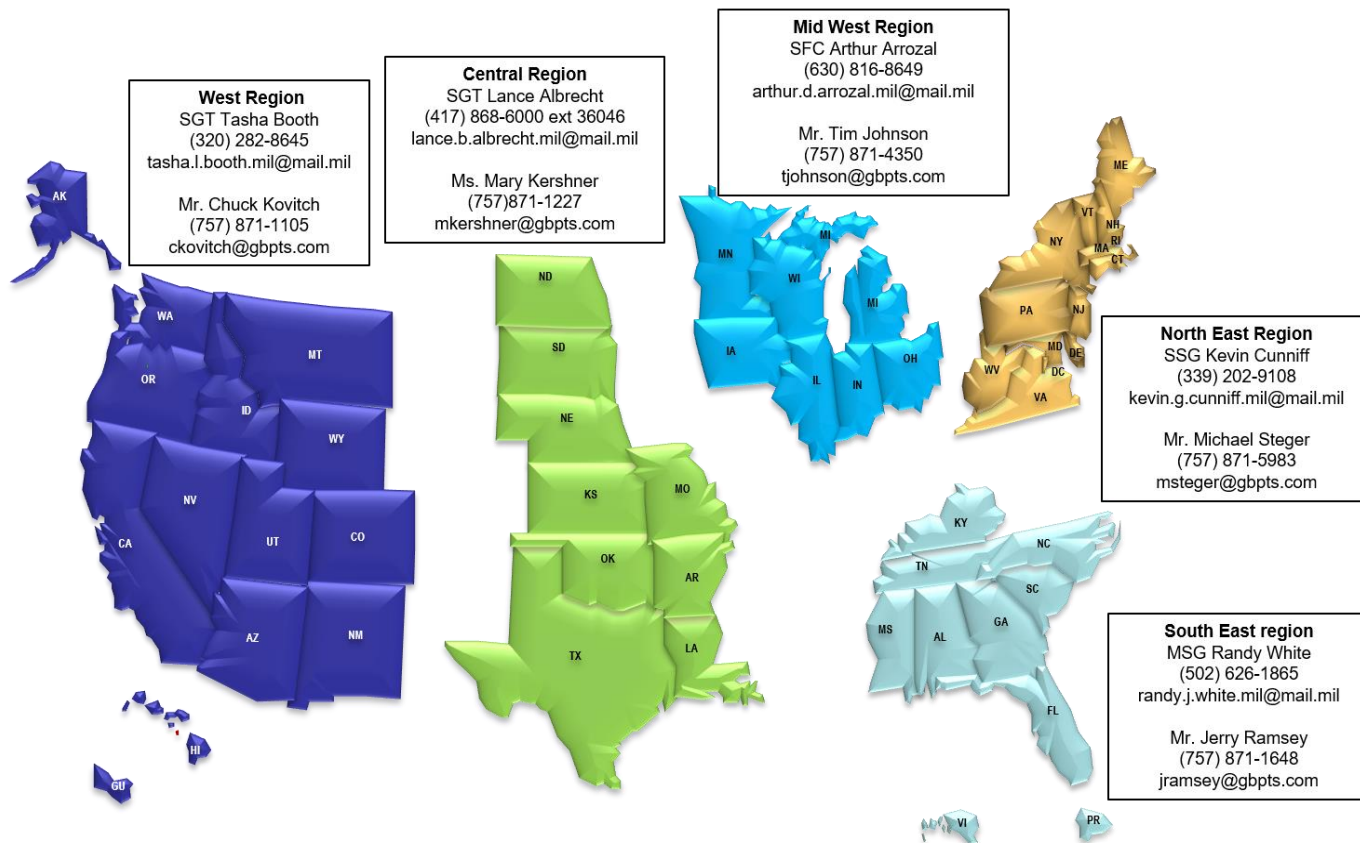 West Region
SGT Tasha Booth
(320) 282-8645
tasha.l.booth.mil@mail.mil
Mr. Chuck Kovitch
(757) 871-1105
ckovitch@gbpts.com
Central Region
SGT Lance Albrecht
(417) 868-6000 ext 36046
lance.b.albrecht.mil@mail.mil
Ms. Mary Kershner
(757)871-1227
mkershner@gbpts.com
Mid West Region
SFC Arthur Arrozal
(630) 816-8649
arthur.d.arrozal.mil@mail.mil
Mr. Tim Johnson
(757) 871-4350
tjohnson@gbpts.com
North East Region
SSG Kevin Cunniff
(339) 202-9108
kevin.g.cunniff.mil@mail.mil
Mr. Michael Steger
(757) 871-5983
msteger@gbpts.com
South East region
MSG Randy White
(502) 626-1865
randy.j.white.mil@mail.mil
Mr. Jerry Ramsey
(757) 871-1648
jramsey@gbpts.com
AK
WA
MT
OR
ID
WY
NV
CA
UT
CO
AZ
NM
HI
GU
ND
SD
NE
KS
MO
OK
AR
TX
LA
MN
MI
WI
MI
IA
IL
IN
OH
ME
VT
NH
NY
MA
RI
CT
PA
NJ
MD
DE
WV
DC
VA
KY
NC
TN
SC
MS
AL
GA
FL
VI
PR